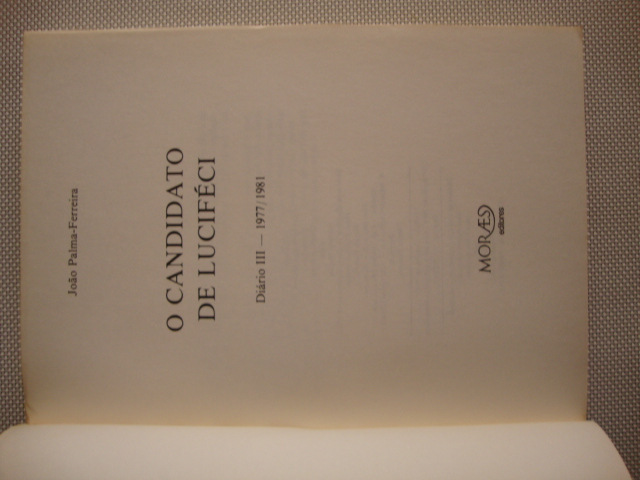 João Palma-Ferreira
O CANDIDATO
DE LUCIFÉCI
Diário III — 1977/1981
MORÆS
editores